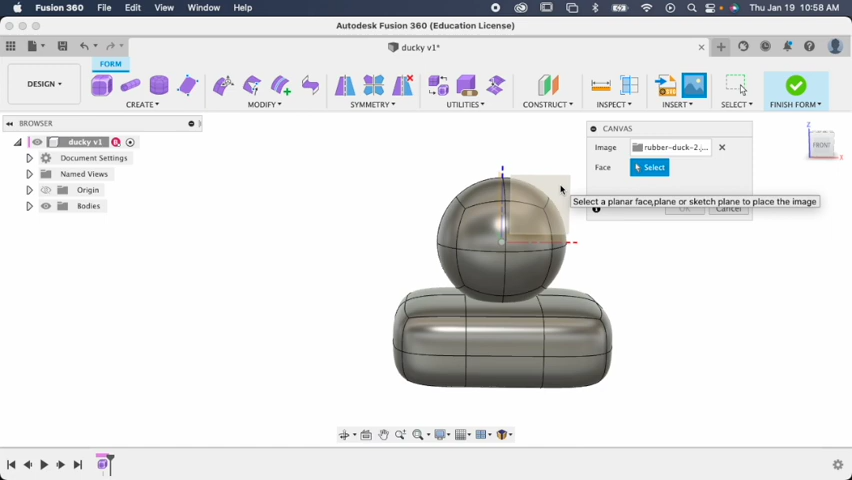 Fusion 360 File Edit View Window Help Thu Jan 19 10:58 AM
Autodesk Fusion 360 (Education License)
ducky v1*
DESIGN
FORM
CREATE MODIFY SYMMETRY UTILITIES CONSTRUCT INSPECT INSERT SELECT FINISH FORM
BROWSER
ducky v1
Document Settings
Named Views
Origin
Bodies
CANVAS
Image rubber-duck-2....
Face Select
Select a planar face,plane or sketch plane to place the image
OK Cancel
Z
FRONT
X